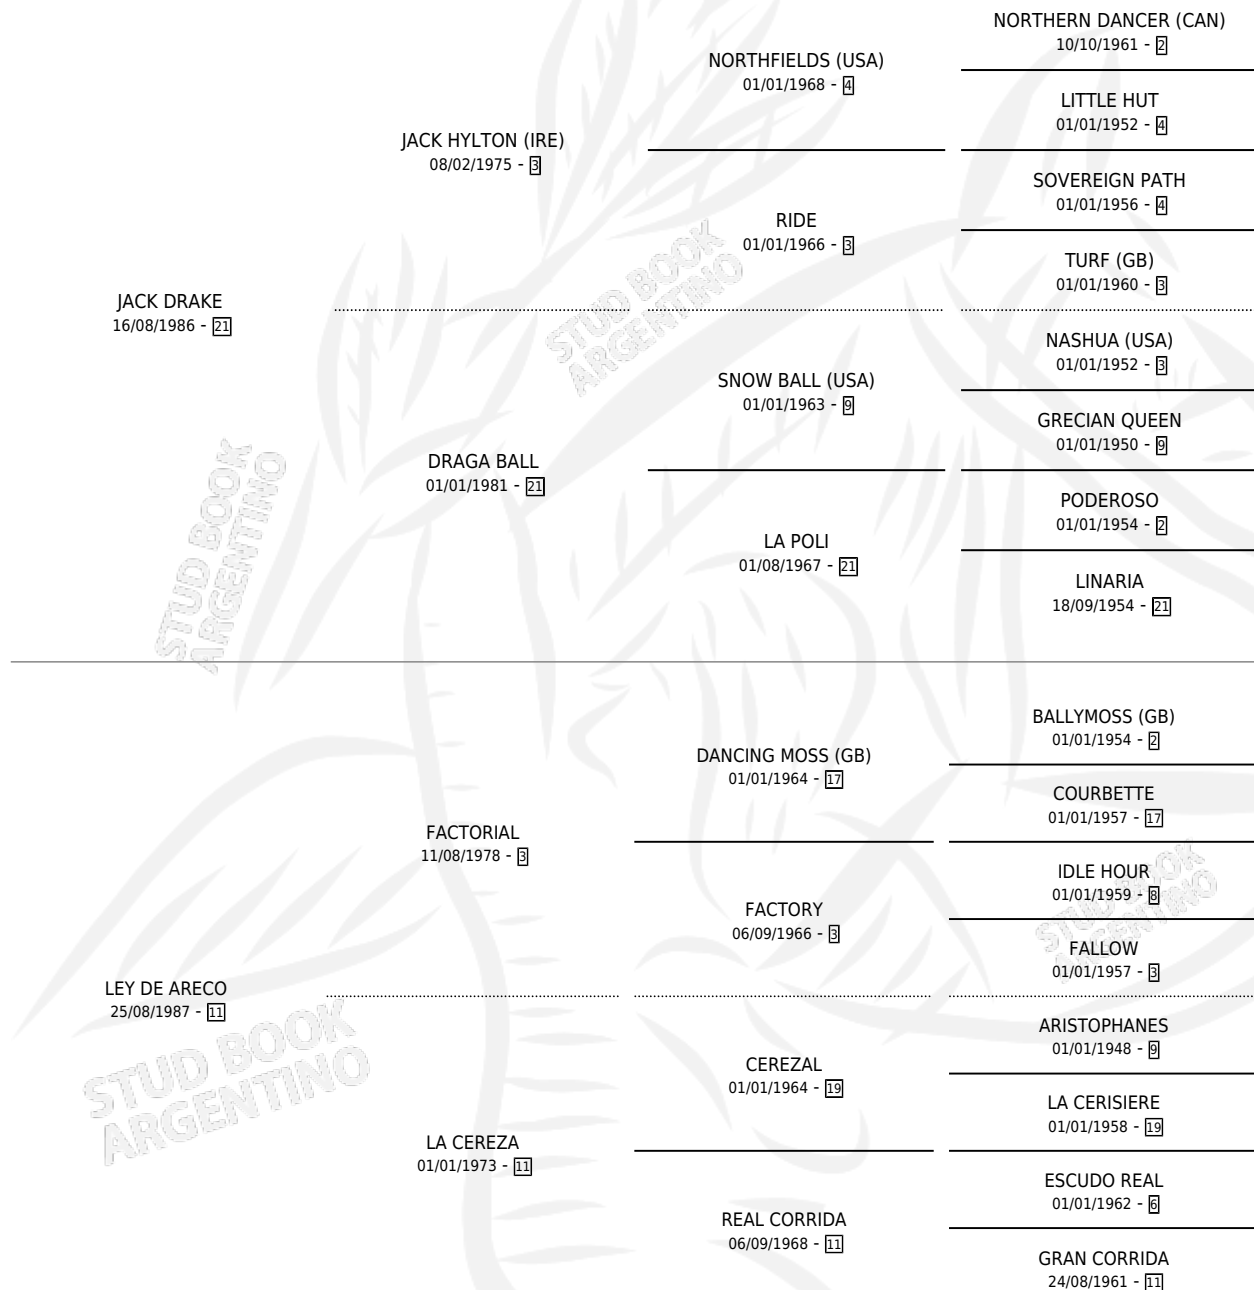 NORTHERN DANCER (CAN)
10/10/1961 - 2
NORTHFIELDS (USA)
01/01/1968 - 4
LITTLE HUT
01/01/1952 - 4
JACK HYLTON (IRE)
08/02/1975 - 3
SOVEREIGN PATH
01/01/1956 - 4
RIDE
01/01/1966 - 3
TURF (GB)
01/01/1960 - 3
JACK DRAKE
16/08/1986 - 21
STUD BOOK
ARGENTINO
NASHUA (USA)
01/01/1952 - 3
SNOW BALL (USA)
01/01/1963 - 9
GRECIAN QUEEN
01/01/1950 - 9
DRAGA BALL
01/01/1981 - 21
PODEROSO
01/01/1954 - 2
LA POLI
01/08/1967 - 21
LINARIA
18/09/1954 - 21
STUD BOOK
ARGENTINO
BALLYMOSS (GB)
01/01/1954 - 2
DANCING MOSS (GB)
01/01/1964 - 17
COURBETTE
01/01/1957 - 17
FACTORIAL
11/08/1978 - 3
IDLE HOUR
01/01/1959 - 8
FACTORY
06/09/1966 - 3
STUD BOOK
ARGENTINO
FALLOW
01/01/1957 - 3
LEY DE ARECO
25/08/1987 - 11
ARISTOPHANES
01/01/1948 - 9
CEREZAL
01/01/1964 - 19
STUD BOOK
ARGENTINO
LA CERISIERE
01/01/1958 - 19
LA CEREZA
01/01/1973 - 11
ESCUDO REAL
01/01/1962 - 6
REAL CORRIDA
06/09/1968 - 11
GRAN CORRIDA
24/08/1961 - 11